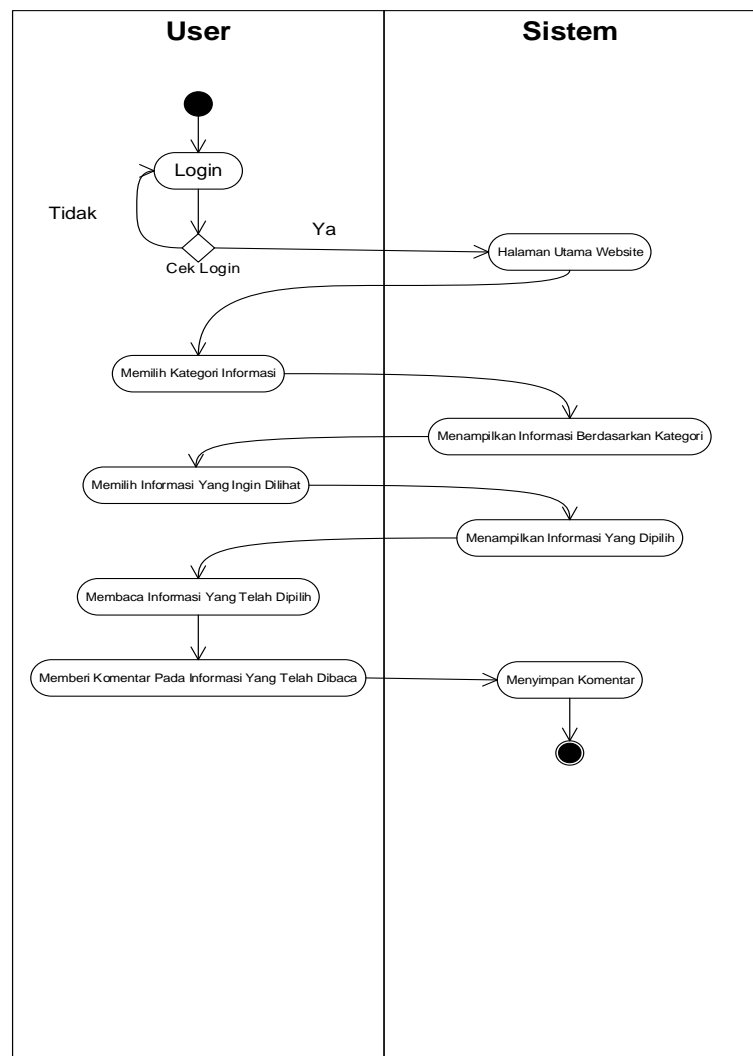 User
Sistem
Login
Tidak
Ya
Cek Login
Halaman Utama Website
Memilih Kategori Informasi
Menampilkan Informasi Berdasarkan Kategori
Memilih Informasi Yang Ingin Dilihat
Menampilkan Informasi Yang Dipilih
Membaca Informasi Yang Telah Dipilih
Memberi Komentar Pada Informasi Yang Telah Dibaca
Menyimpan Komentar